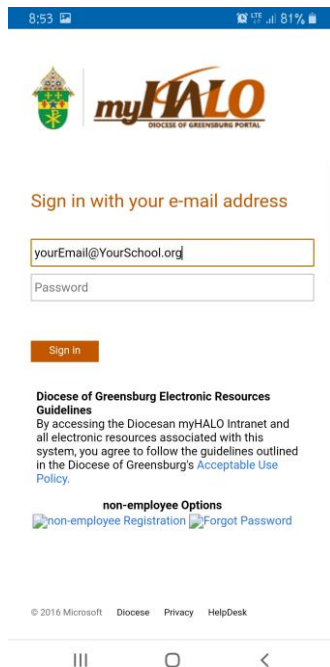 8:53 LTE 81%
myHALO
DIOCESE OF GREENSBURG PORTAL
Sign in with your e-mail address
yourEmail@YourSchool.org
Password
Sign in
Diocese of Greensburg Electronic Resources
Guidelines
By accessing the Diocesan myHALO Intranet and
all electronic resources associated with this
system, you agree to follow the guidelines outlined
in the Diocese of Greensburg's Acceptable Use
Policy.
non-employee Options
non-employee Registration Forgot Password
© 2016 Microsoft Diocese Privacy HelpDesk